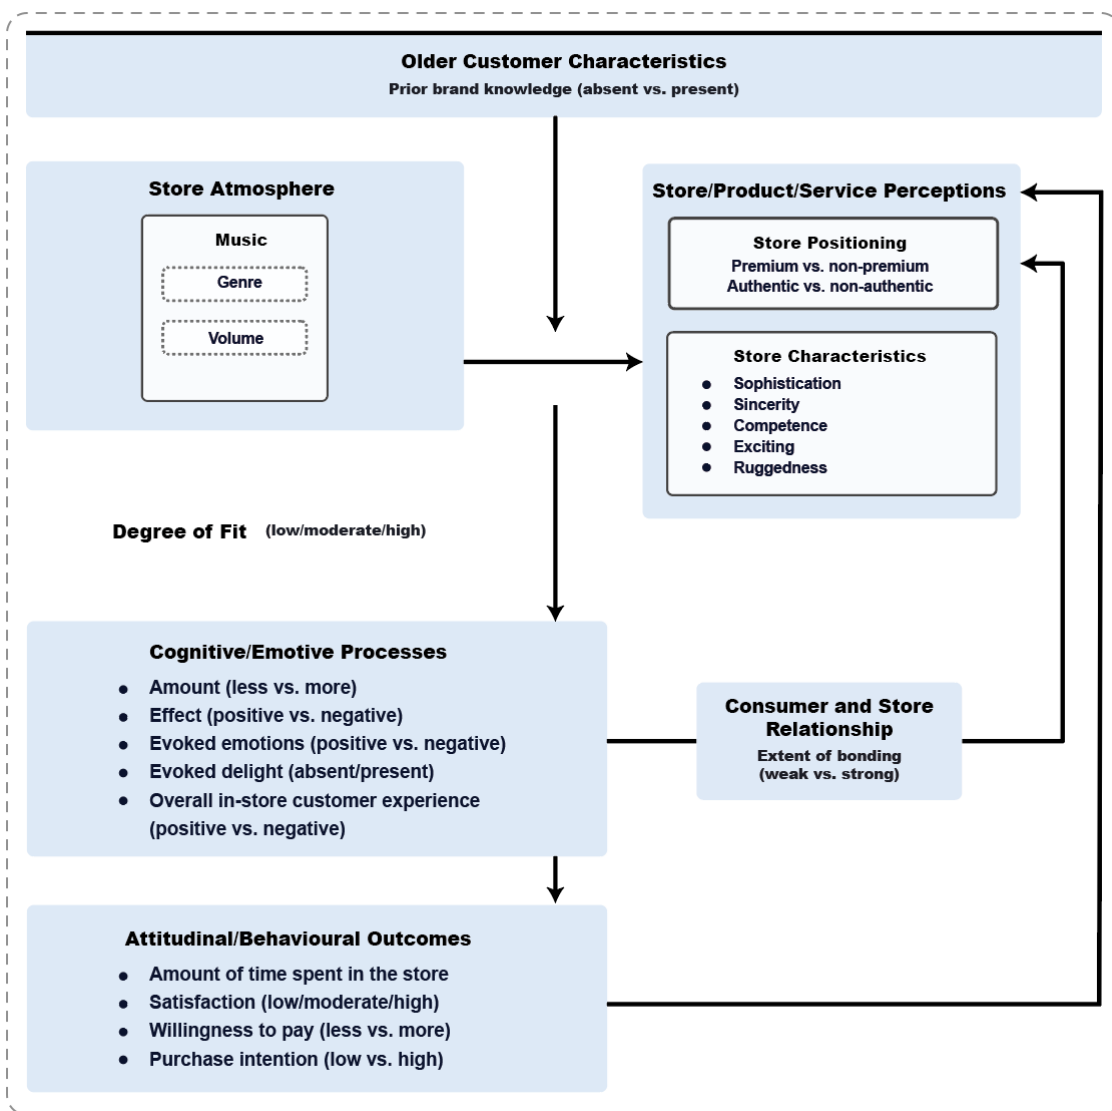 Older Customer Characteristics
Prior brand knowledge (absent vs. present)
Store Atmosphere
Music
Genre
Volume
Store/Product/Service Perceptions
Store Positioning
Premium vs. non-premium
Authentic vs. non-authentic
Store Characteristics
● Sophistication
● Sincerity
● Competence
● Exciting
● Ruggedness
Degree of Fit (low/moderate/high)
Cognitive/Emotive Processes
● Amount (less vs. more)
● Effect (positive vs. negative)
● Evoked emotions (positive vs. negative)
● Evoked delight (absent/present)
● Overall in-store customer experience
(positive vs. negative)
Consumer and Store
Relationship
Extent of bonding
(weak vs. strong)
Attitudinal/Behavioural Outcomes
● Amount of time spent in the store
● Satisfaction (low/moderate/high)
● Willingness to pay (less vs. more)
● Purchase intention (low vs. high)